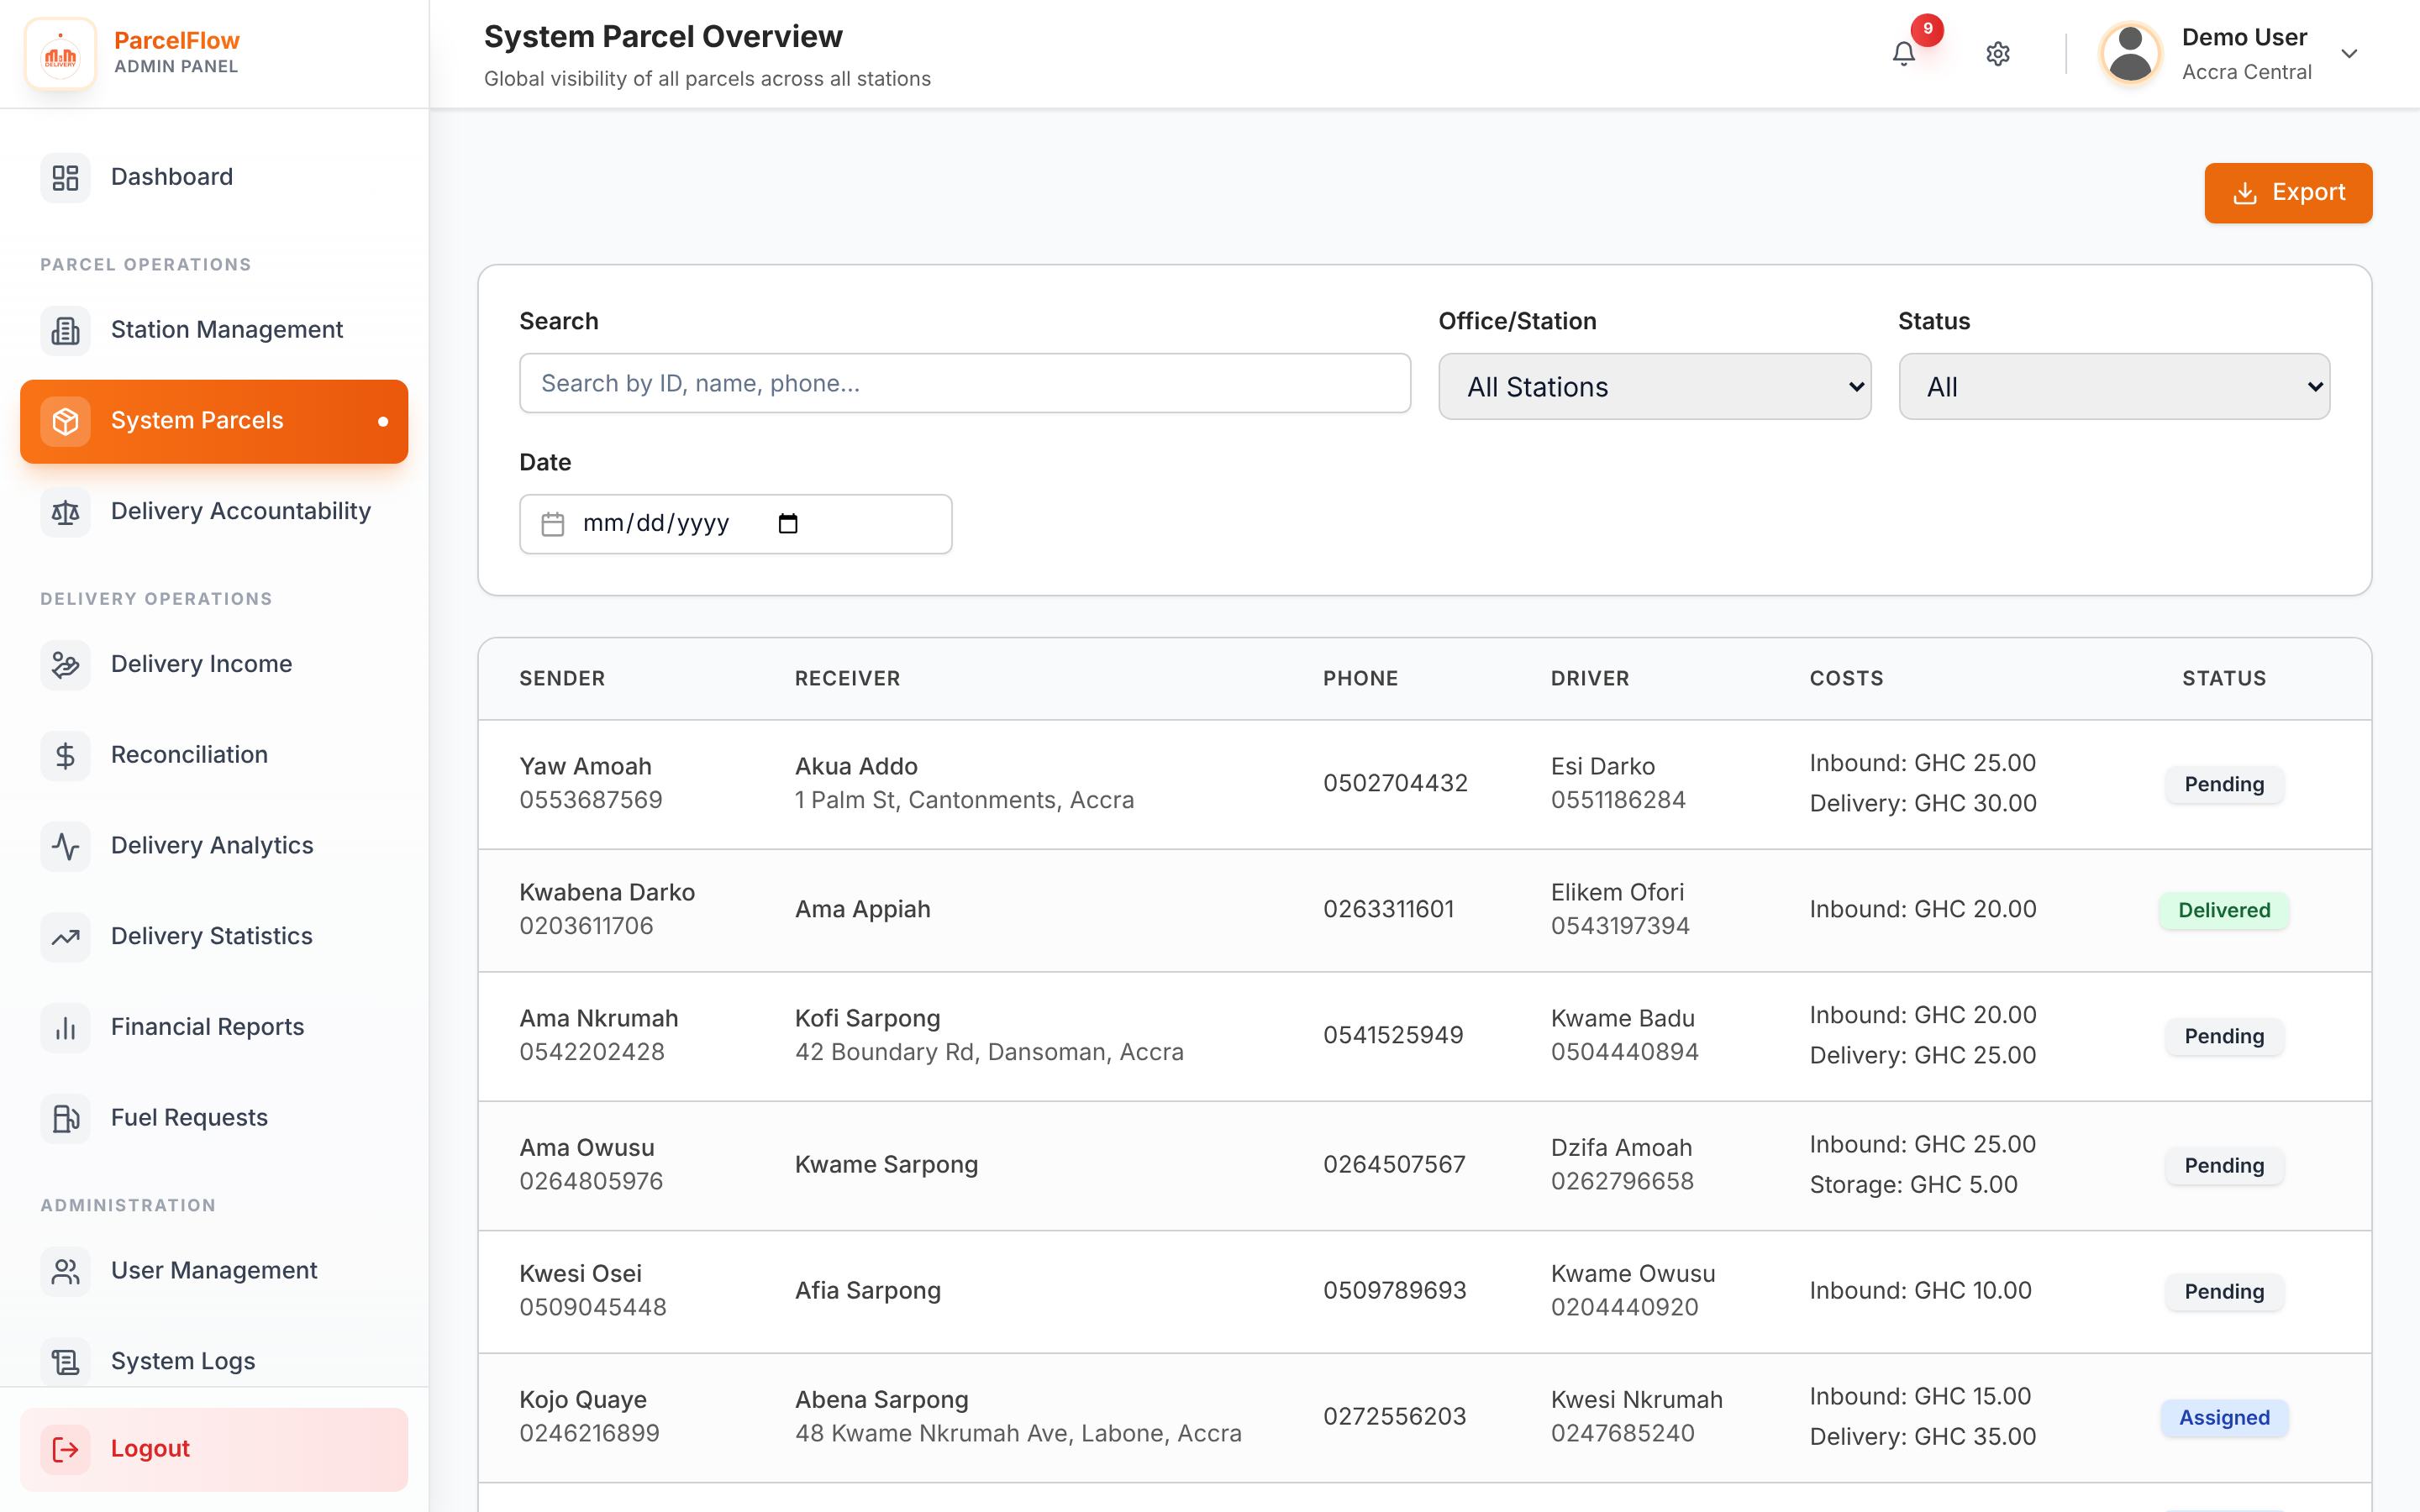 DELIVERY
ParcelFlow
ADMIN PANEL
System Parcel Overview
Global visibility of all parcels across all stations
9
Demo User
Accra Central
Dashboard
PARCEL OPERATIONS
Station Management
System Parcels
Delivery Accountability
DELIVERY OPERATIONS
Delivery Income
Reconciliation
Delivery Analytics
Delivery Statistics
Financial Reports
Fuel Requests
ADMINISTRATION
User Management
System Logs
Logout
Export
Search
Search by ID, name, phone...
Office/Station
All Stations
Status
All
Date
mm/dd/yyyy
SENDER RECEIVER PHONE DRIVER COSTS STATUS
Yaw Amoah
0553687569
Akua Addo
1 Palm St, Cantonments, Accra
0502704432
Esi Darko
0551186284
Inbound: GHC 25.00
Delivery: GHC 30.00
Pending
Kwabena Darko
0203611706
Ama Appiah
0263311601
Elikem Ofori
0543197394
Inbound: GHC 20.00
Delivered
Ama Nkrumah
0542202428
Kofi Sarpong
42 Boundary Rd, Dansoman, Accra
0541525949
Kwame Badu
0504440894
Inbound: GHC 20.00
Delivery: GHC 25.00
Pending
Ama Owusu
0264805976
Kwame Sarpong
0264507567
Dzifa Amoah
0262796658
Inbound: GHC 25.00
Storage: GHC 5.00
Pending
Kwesi Osei
0509045448
Afia Sarpong
0509789693
Kwame Owusu
0204440920
Inbound: GHC 10.00
Pending
Kojo Quaye
0246216899
Abena Sarpong
48 Kwame Nkrumah Ave, Labone, Accra
0272556203
Kwesi Nkrumah
0247685240
Inbound: GHC 15.00
Delivery: GHC 35.00
Assigned